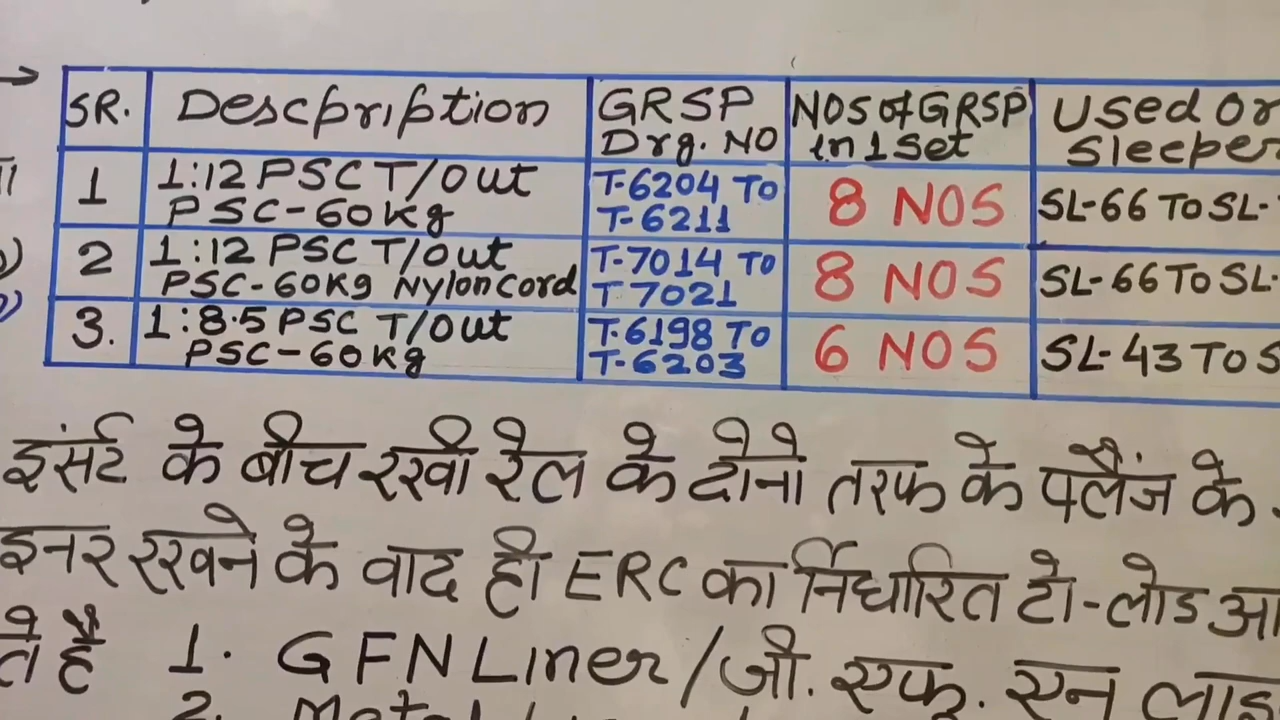 SR. Descpription GRSP Drg. NO NOS of GRSP in 1 Set Used
Sleeper
1 1:12 PSC T/Out PSC-60Kg T-6204 TO T-6211 8 NOS SL-66 TO SL-
2 1:12 PSC T/Out PSC-60Kg Nylon Cord T-7014 TO T 7021 8 NOS SL-66 TO SL-
3. 1:8.5 PSC T/Out PSC-60Kg T-6198 TO T-6203 6 NOS SL-43 TO S
इंसर्ट के बीच रखी रेल के दोनो तरफ के फ्लैंज के
इनर रखने के वाद ही ERC का निर्धारित टो-लोड आ
ते है 1. GFN Liner/जी. एफ. एन लाइ
2.